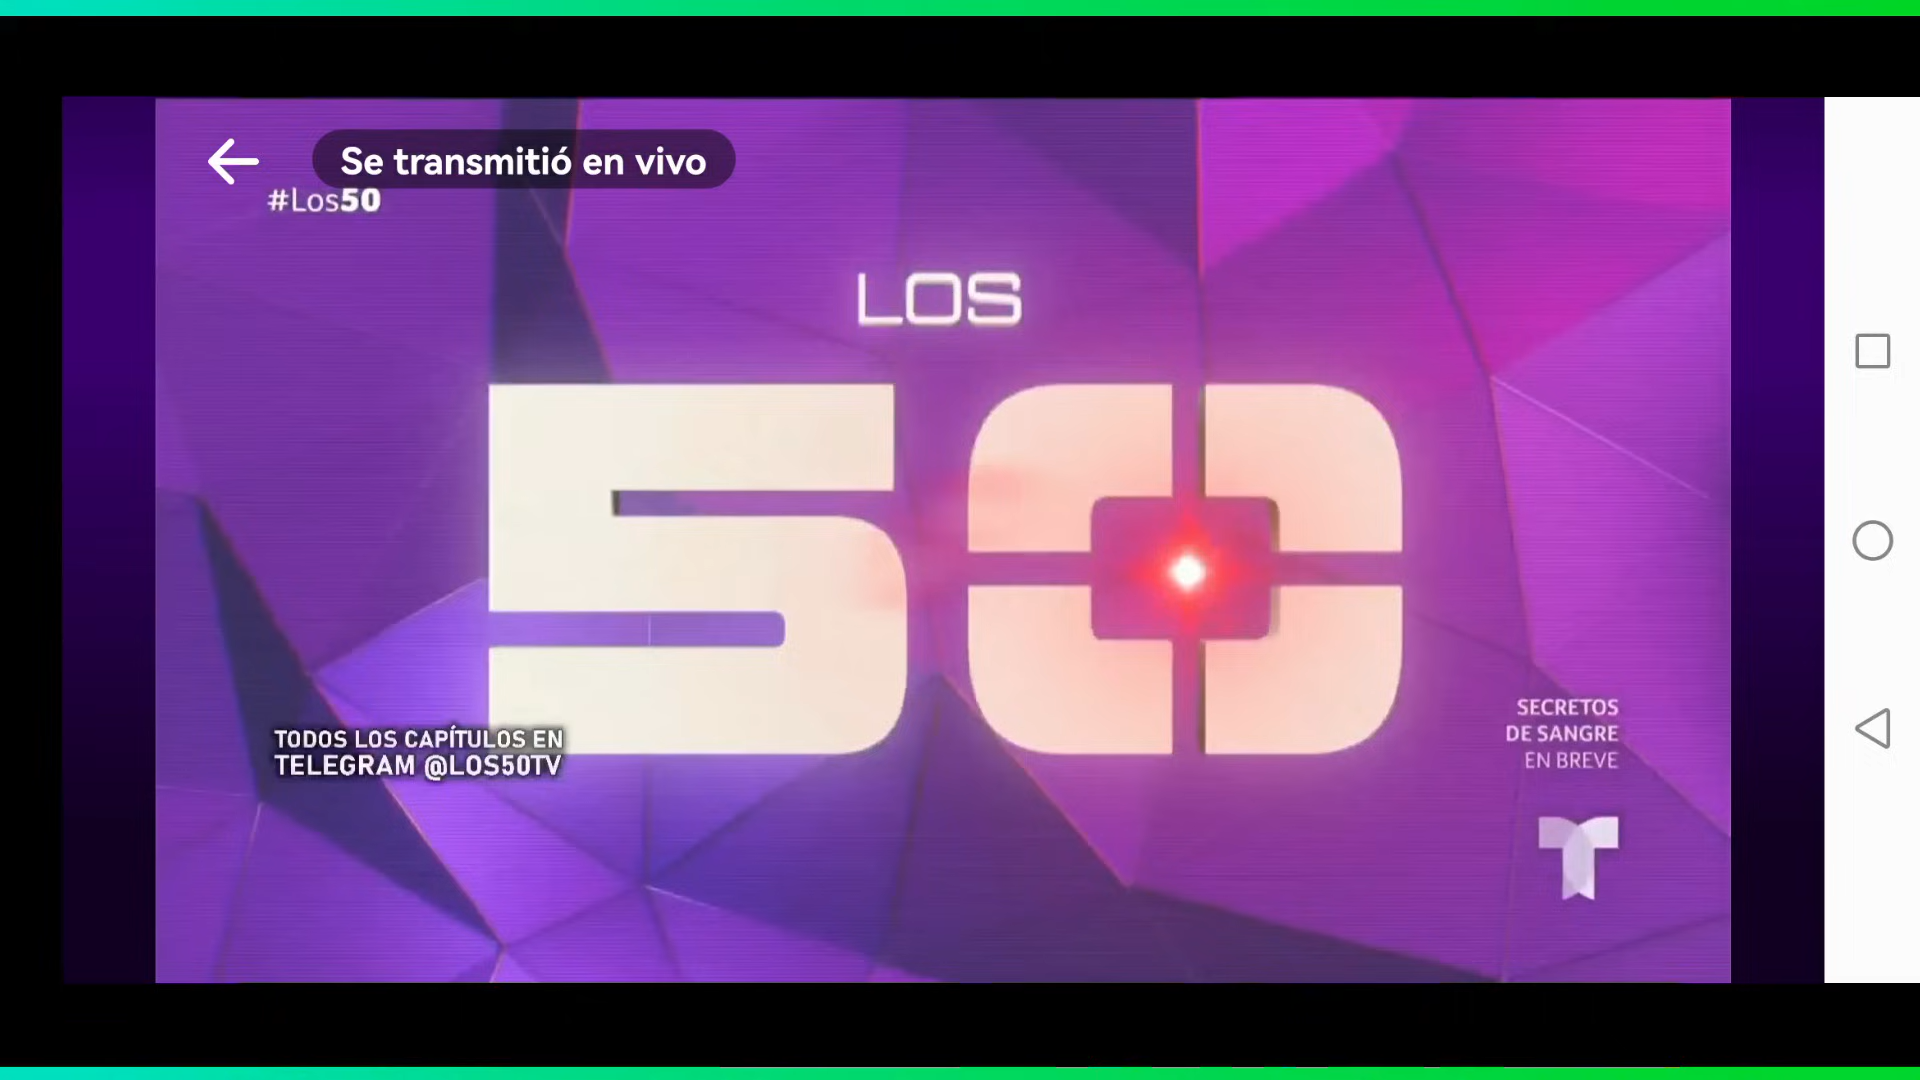 Se transmitió en vivo
#Los50
LOS
50
TODOS LOS CAPÍTULOS EN
TELEGRAM @LOS50TV
SECRETOS
DE SANGRE
EN BREVE